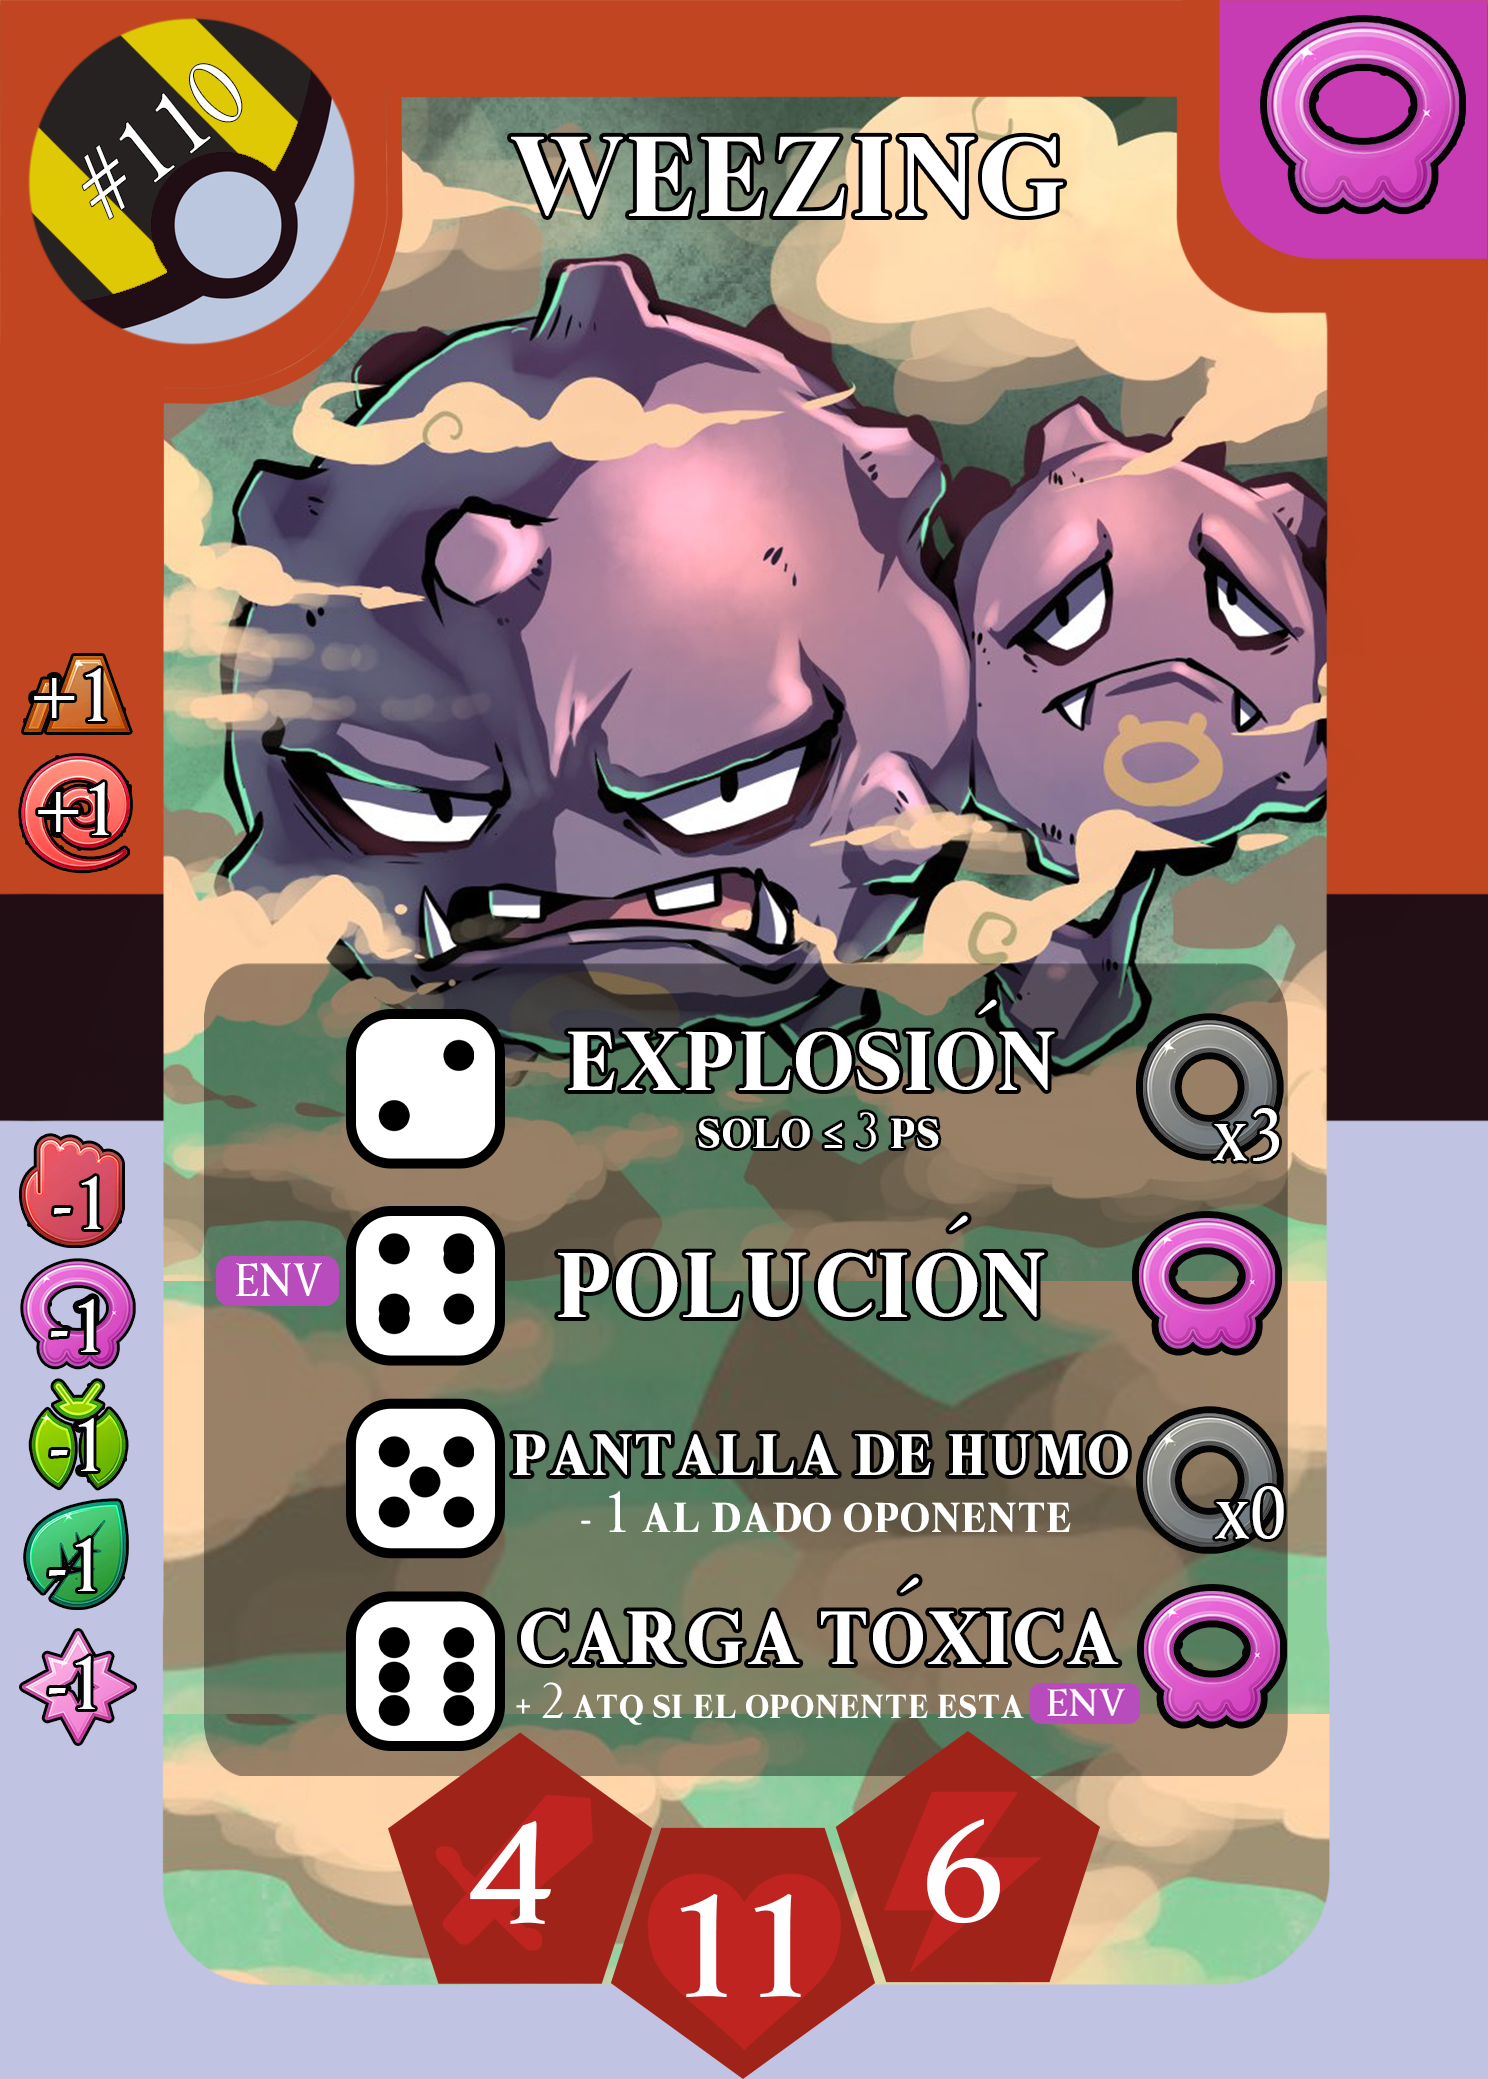 #110
WEEZING
+1
+1
EXPLOSIÓN
SOLO ≤ 3 PS
x3
-1
ENV
POLUCIÓN
-1
-1
PANTALLA DE HUMO
- 1 AL DADO OPONENTE
x0
-1
CARGA TÓXICA
+ 2 ATQ SI EL OPONENTE ESTA ENV
-1
4
11
6